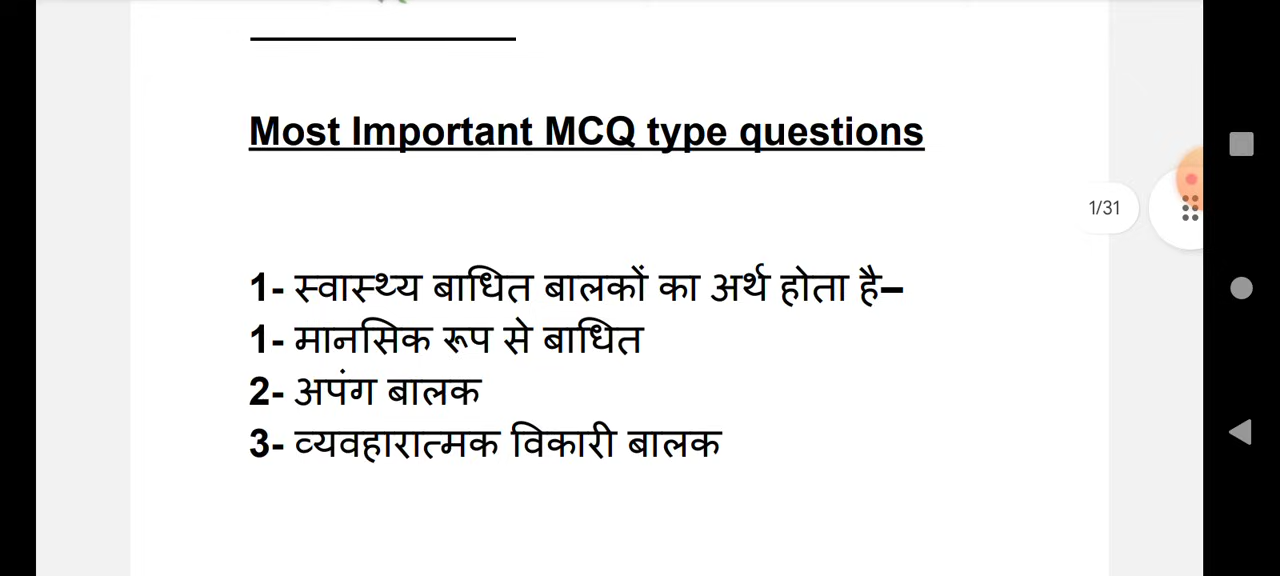 Most Important MCQ type questions
1/31
1- स्वास्थ्य बाधित बालकों का अर्थ होता है–
1- मानसिक रूप से बाधित
2- अपंग बालक
3- व्यवहारात्मक विकारी बालक